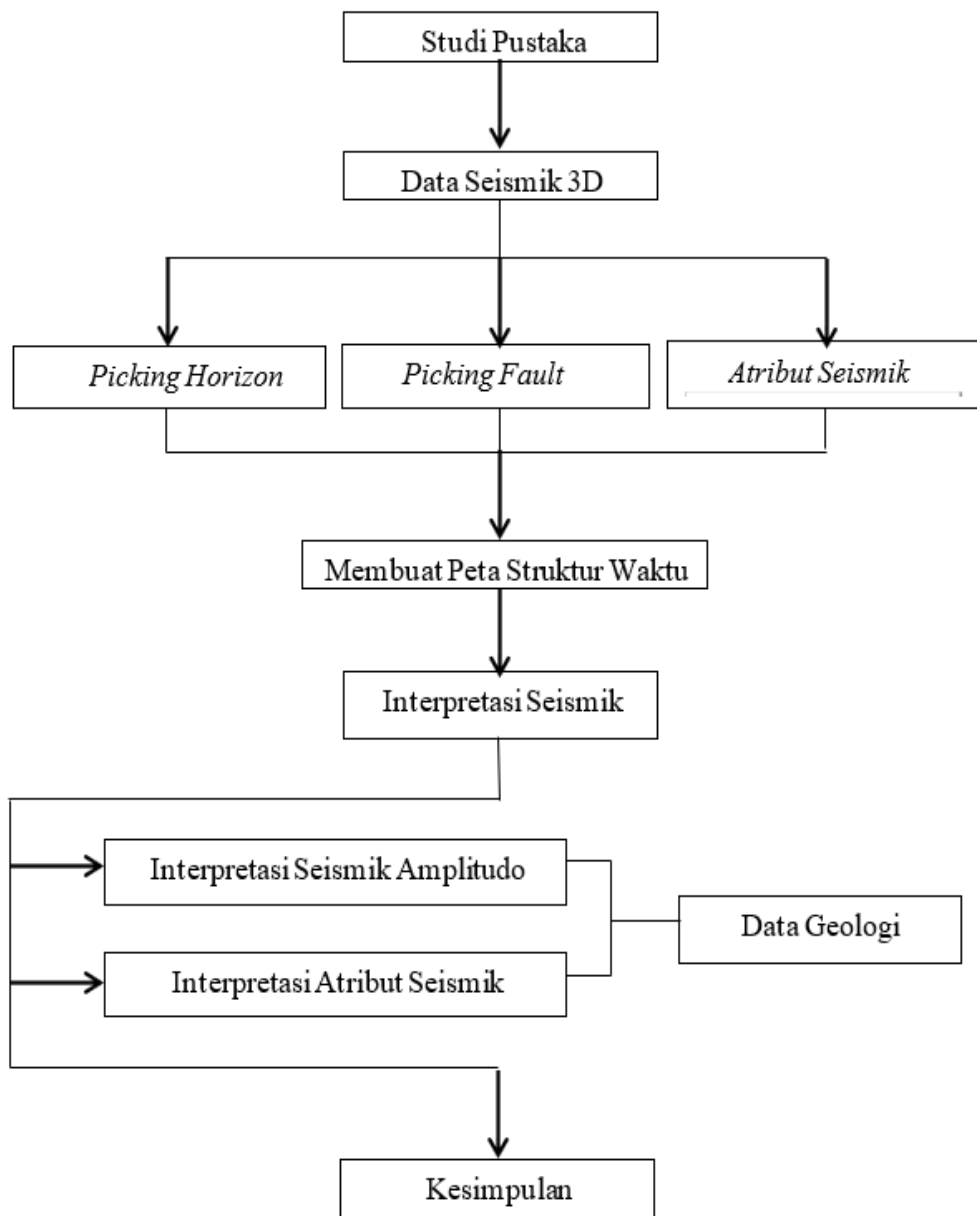 Studi Pustaka
Data Seismik 3D
Picking Horizon
Picking Fault
Atribut Seismik
Membuat Peta Struktur Waktu
Interpretasi Seismik
Interpretasi Seismik Amplitudo
Data Geologi
Interpretasi Atribut Seismik
Kesimpulan